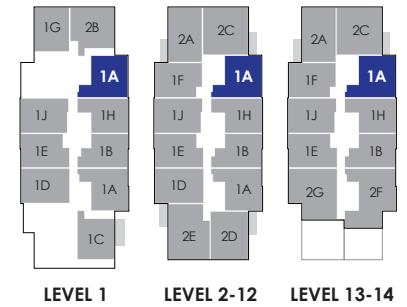 1G 2B
1A
1J 1H
1E 1B
1D 1A
1C
LEVEL 1
2A 2C
1F 1A
1J 1H
1E 1B
1D 1A
2E 2D
LEVEL 2-12
2A 2C
1F 1A
1J 1H
1E 1B
2G 2F
LEVEL 13-14